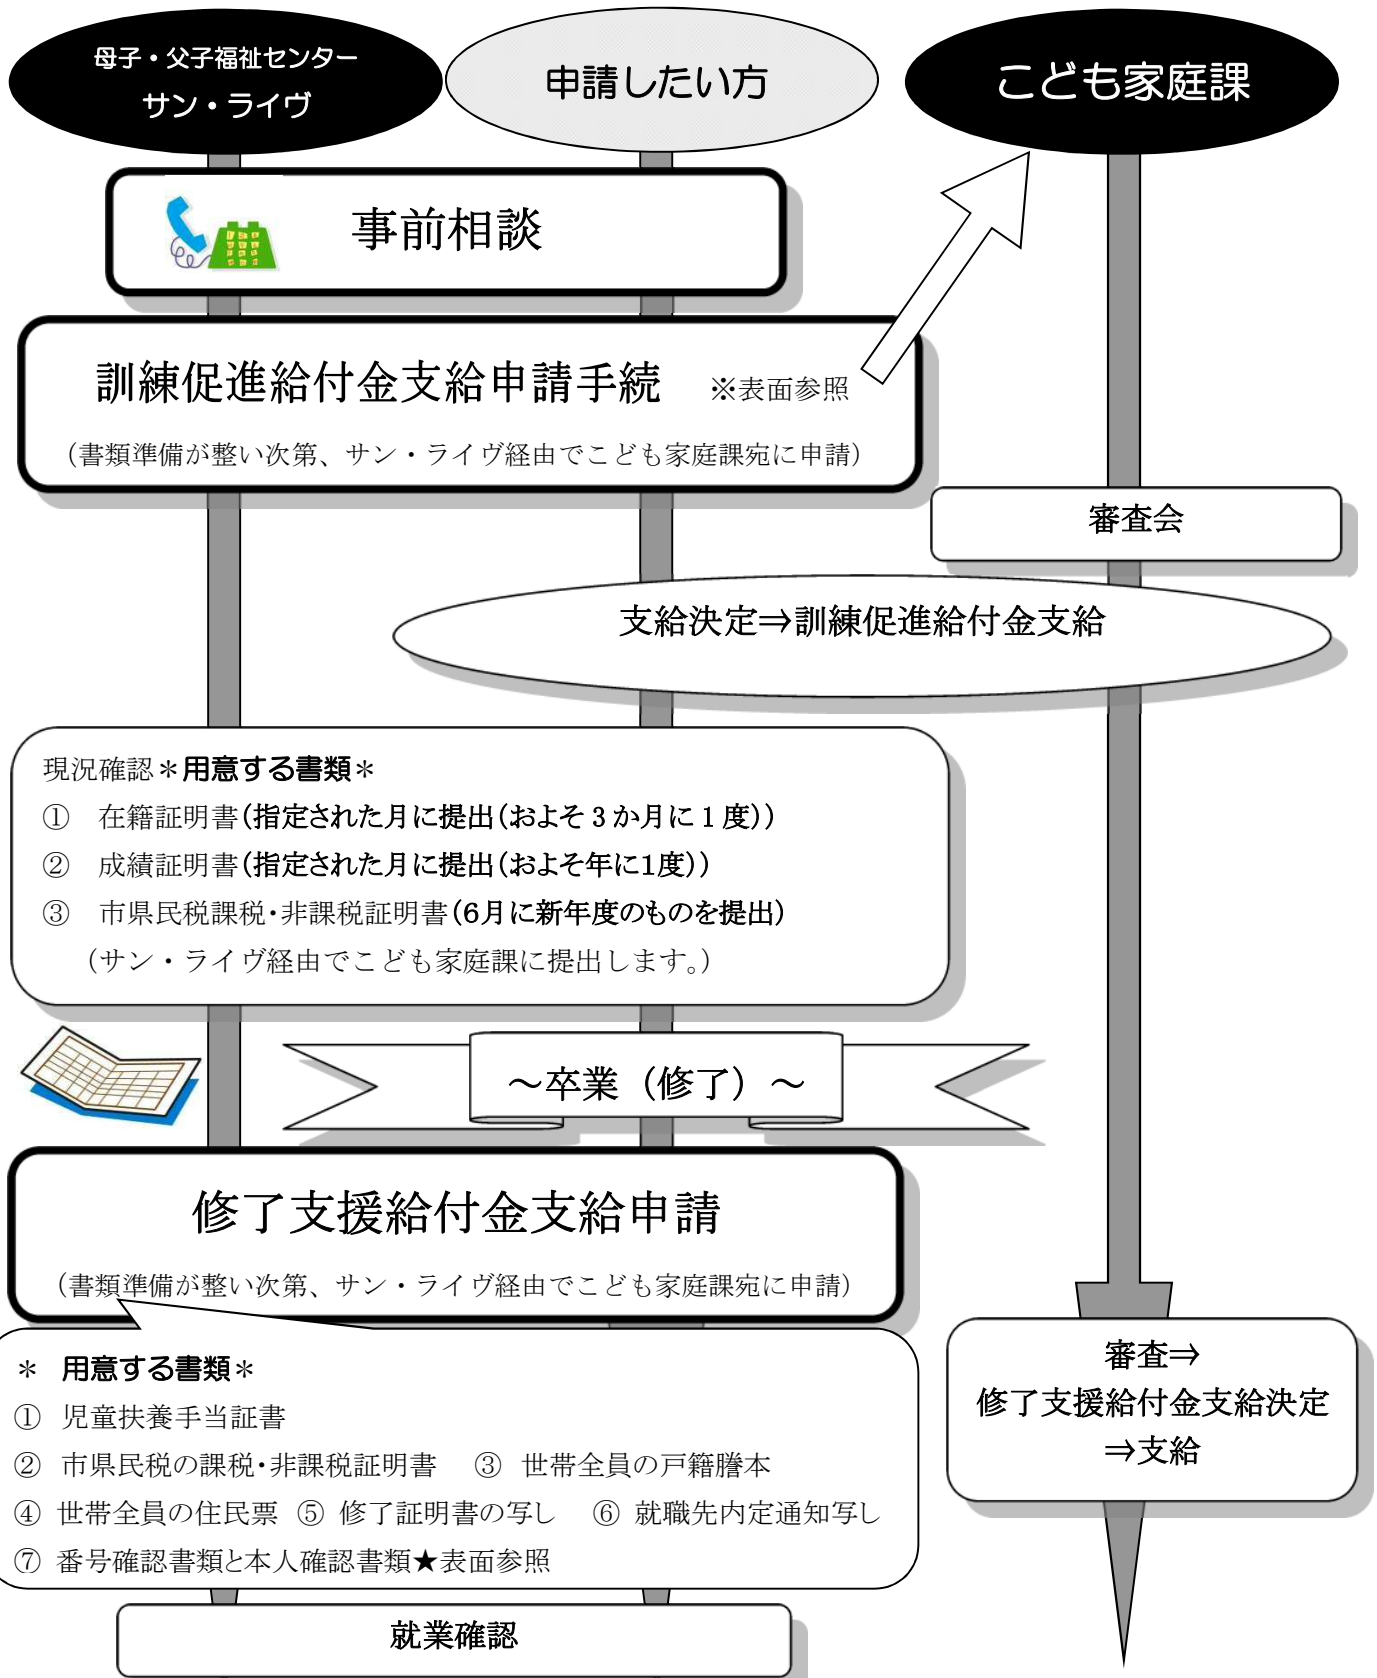 母子・父子福祉センター
サン・ライヴ
申請したい方
こども家庭課
事前相談
訓練促進給付金支給申請手続　※表面参照
（書類準備が整い次第、サン・ライヴ経由でこども家庭課宛に申請）
審査会
支給決定⇒訓練促進給付金支給
現況確認＊用意する書類＊
①　在籍証明書(指定された月に提出(およそ３か月に１度))
②　成績証明書(指定された月に提出(およそ年に1度))
③　市県民税課税・非課税証明書(6月に新年度のものを提出)
（サン・ライヴ経由でこども家庭課に提出します。）
～卒業（修了）～
修了支援給付金支給申請
（書類準備が整い次第、サン・ライヴ経由でこども家庭課宛に申請）
＊　用意する書類＊
①　児童扶養手当証書
②　市県民税の課税・非課税証明書　③　世帯全員の戸籍謄本
④　世帯全員の住民票　⑤　修了証明書の写し　⑥　就職先内定通知写し
⑦　番号確認書類と本人確認書類★表面参照
審査⇒
修了支援給付金支給決定
⇒支給
就業確認